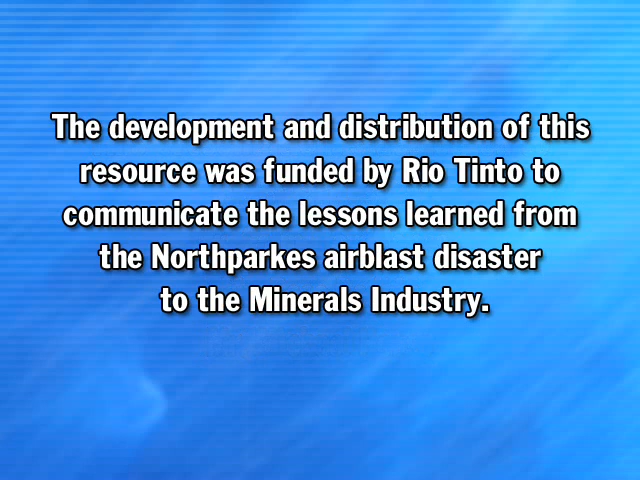 The development and distribution of this
resource was funded by Rio Tinto to
communicate the lessons learned from
the Northparkes airblast disaster
to the Minerals Industry.